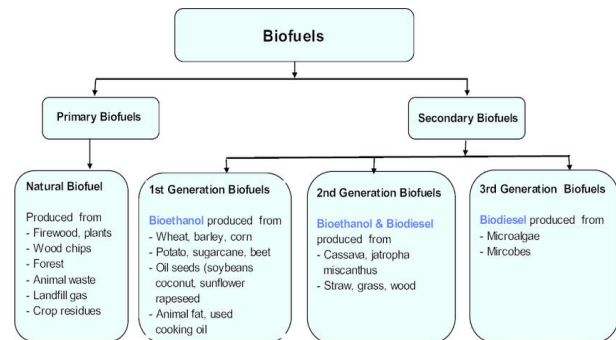 Biofuels
Primary Biofuels
Secondary Biofuels
Natural Biofuel
Produced from
- Firewood, plants
- Wood chips
- Forest
- Animal waste
- Landfill gas
- Crop residues
1st Generation Biofuels
Bioethanol produced from
- Wheat, barley, corn
- Potato, sugarcane, beet
- Oil seeds (soybeans
coconut, sunflower
rapeseed
- Animal fat, used
cooking oil
2nd Generation Biofuels
Bioethanol & Biodiesel
produced from
- Cassava, jatropha
miscanthus
- Straw, grass, wood
3rd Generation Biofuels
Biodiesel produced from
- Microalgae
- Mircobes